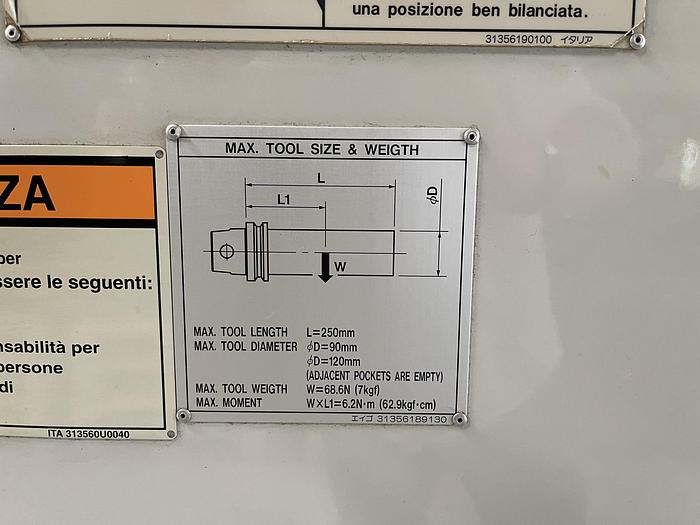 una posizione ben bilanciata.
31356190100 イタリア
ZA
per
ssere le seguenti:
nsabilità per
persone
di
ITA 313560U0040
MAX. TOOL SIZE & WEIGTH
L
L1
φD
W
MAX. TOOL LENGTH L=250mm
MAX. TOOL DIAMETER φD=90mm
φD=120mm
(ADJACENT POCKETS ARE EMPTY)
MAX. TOOL WEIGTH W=68.6N (7kgf)
MAX. MOMENT W×L1=6.2N·m (62.9kgf·cm)
エイゴ 31356189130